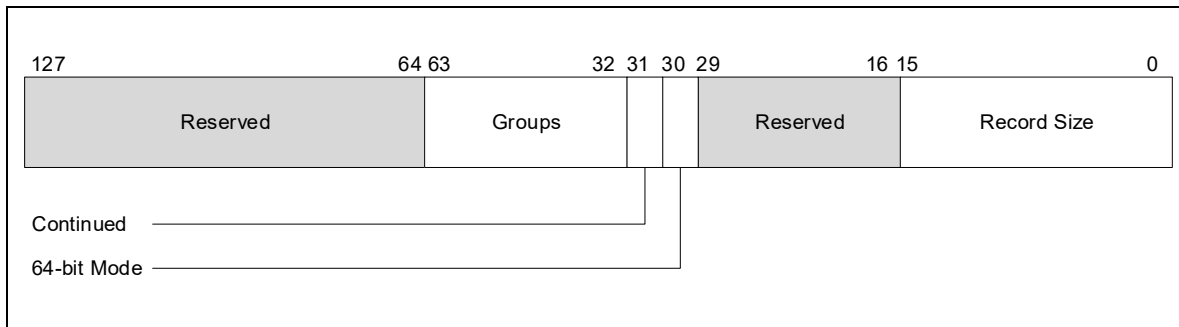 127 64 63 32 31 30 29 16 15 0
Reserved Groups Reserved Record Size
Continued
64-bit Mode